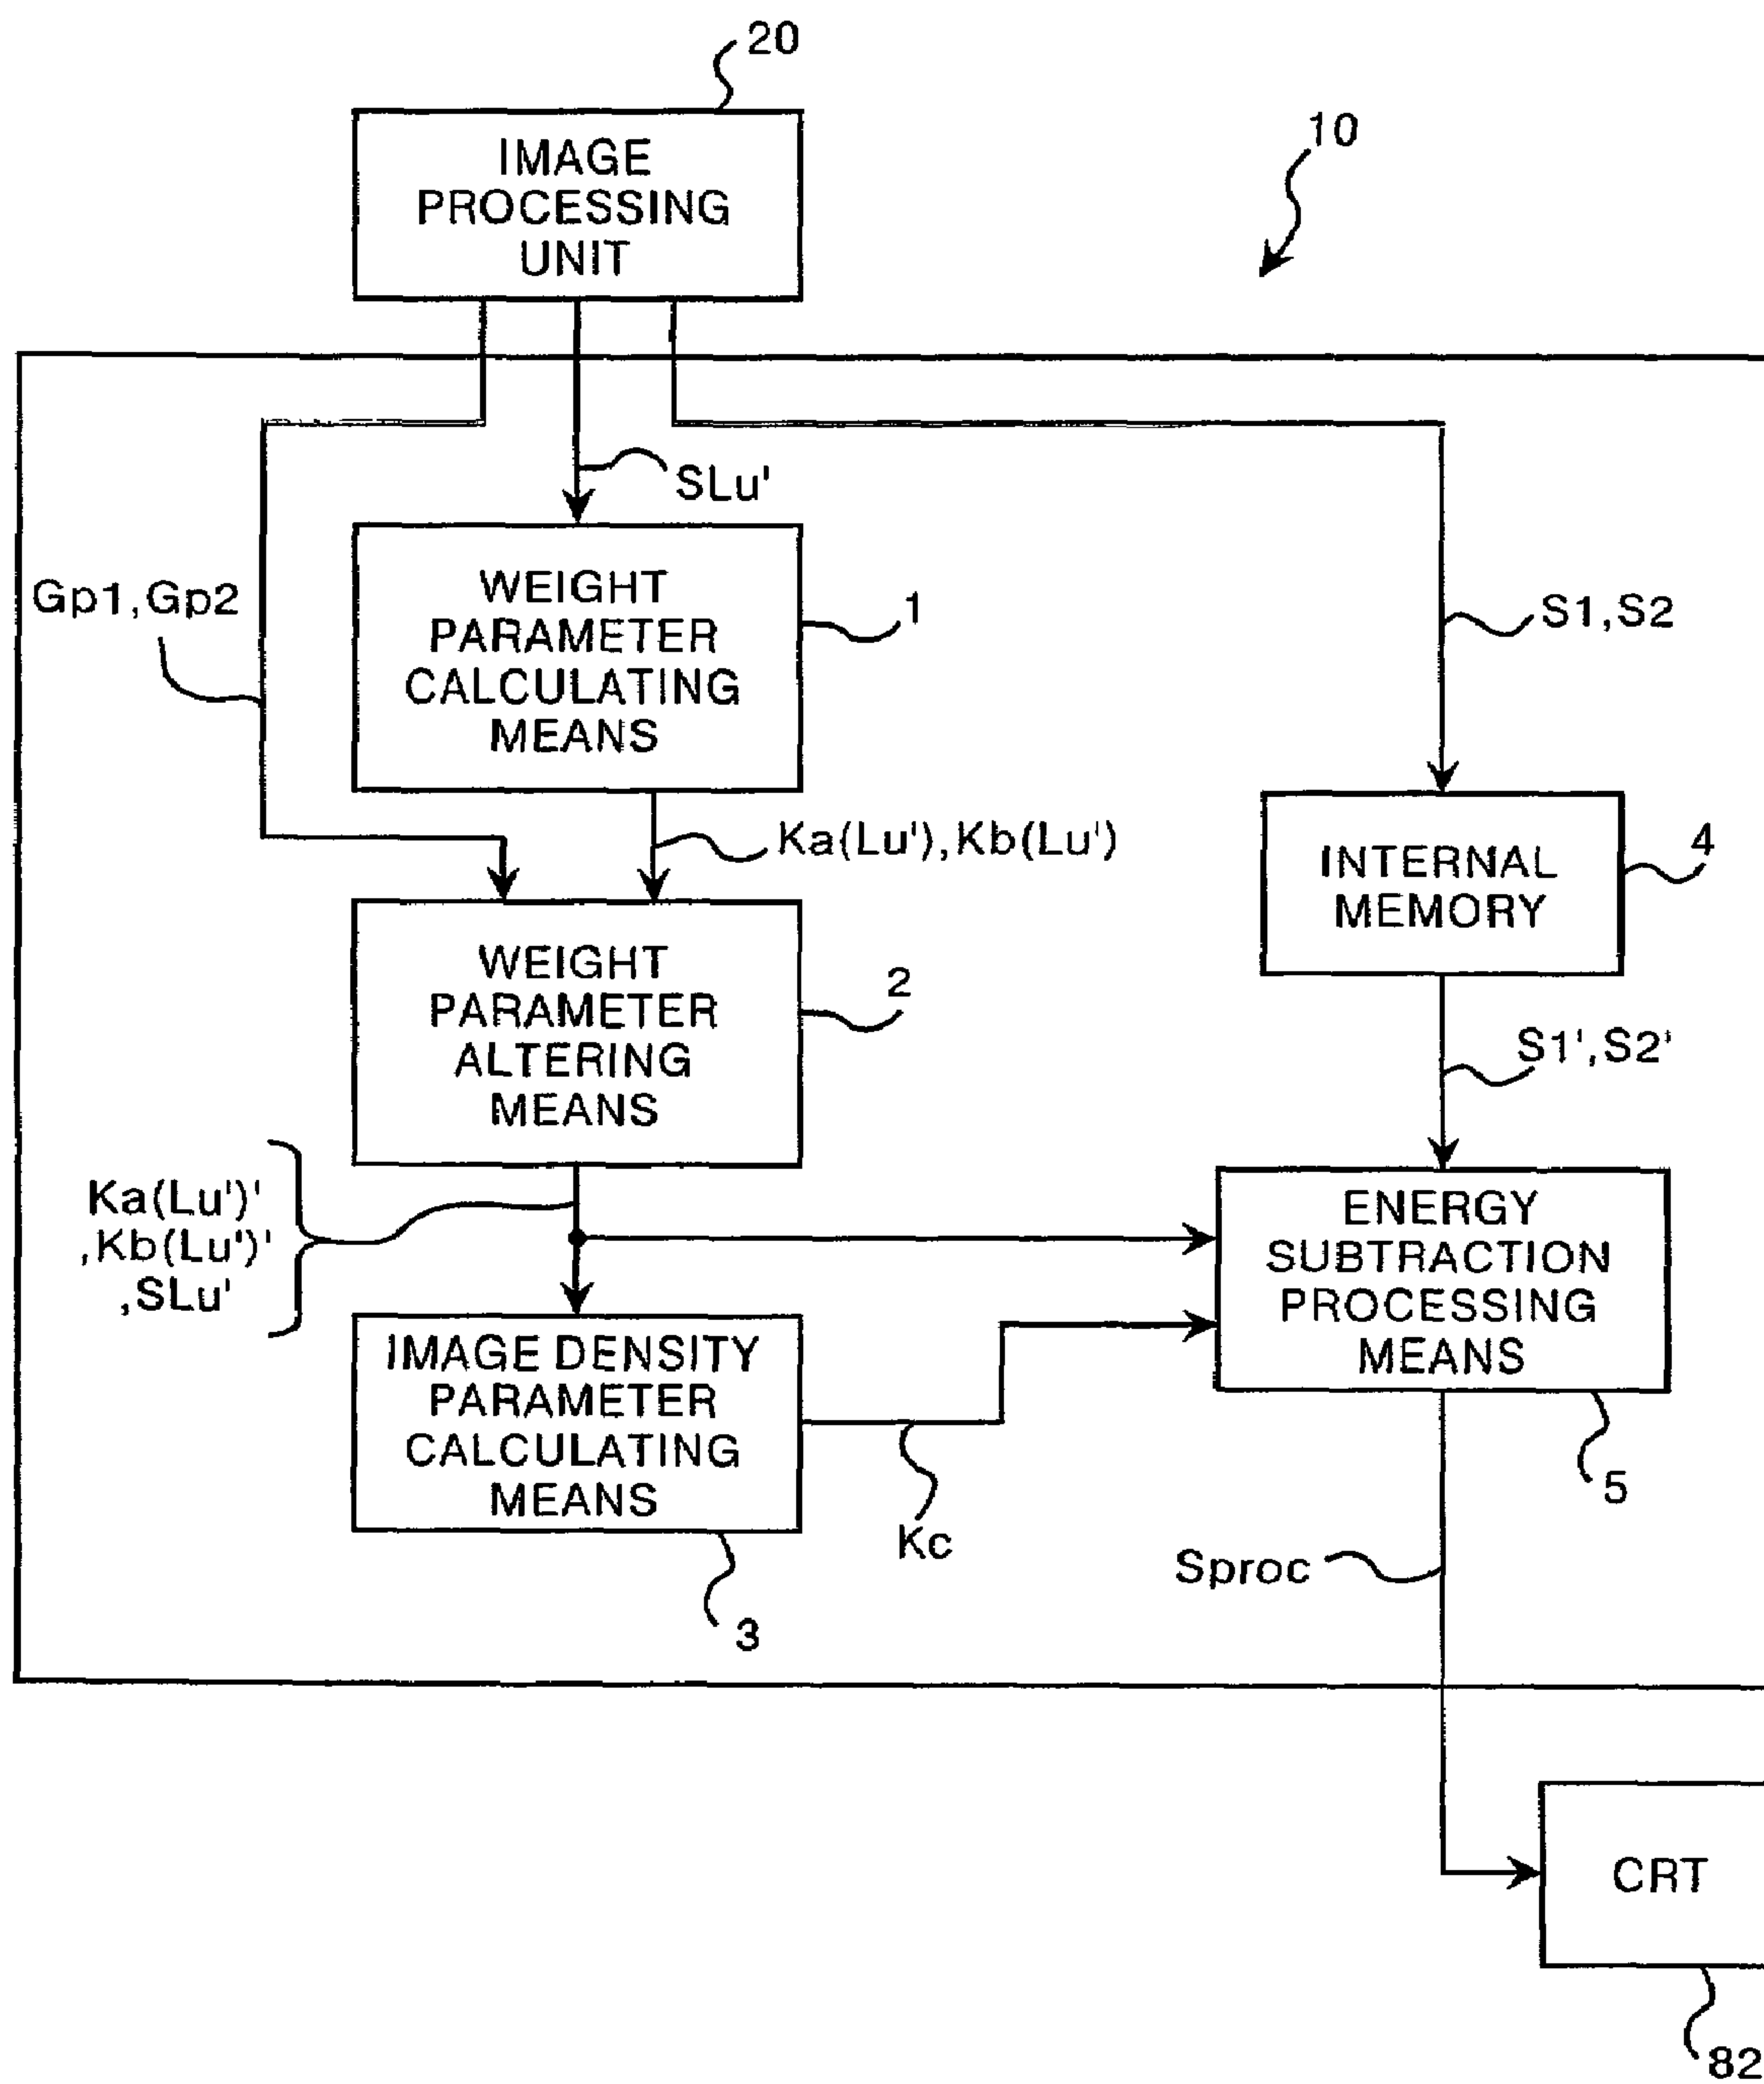 20
IMAGE
PROCESSING
UNIT
10
SLu'
Gp1,Gp2
WEIGHT
PARAMETER
CALCULATING
MEANS
1
S1,S2
Ka(Lu'),Kb(Lu')
INTERNAL
MEMORY
4
WEIGHT
PARAMETER
ALTERING
MEANS
2
S1',S2'
Ka(Lu')'
,Kb(Lu')'
,SLu'
ENERGY
SUBTRACTION
PROCESSING
MEANS
5
IMAGE DENSITY
PARAMETER
CALCULATING
MEANS
3
Kc
Sproc
CRT
82